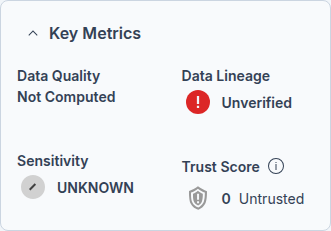 Key Metrics
Data Quality
Not Computed
Data Lineage
Unverified
Sensitivity
UNKNOWN
Trust Score
0 Untrusted